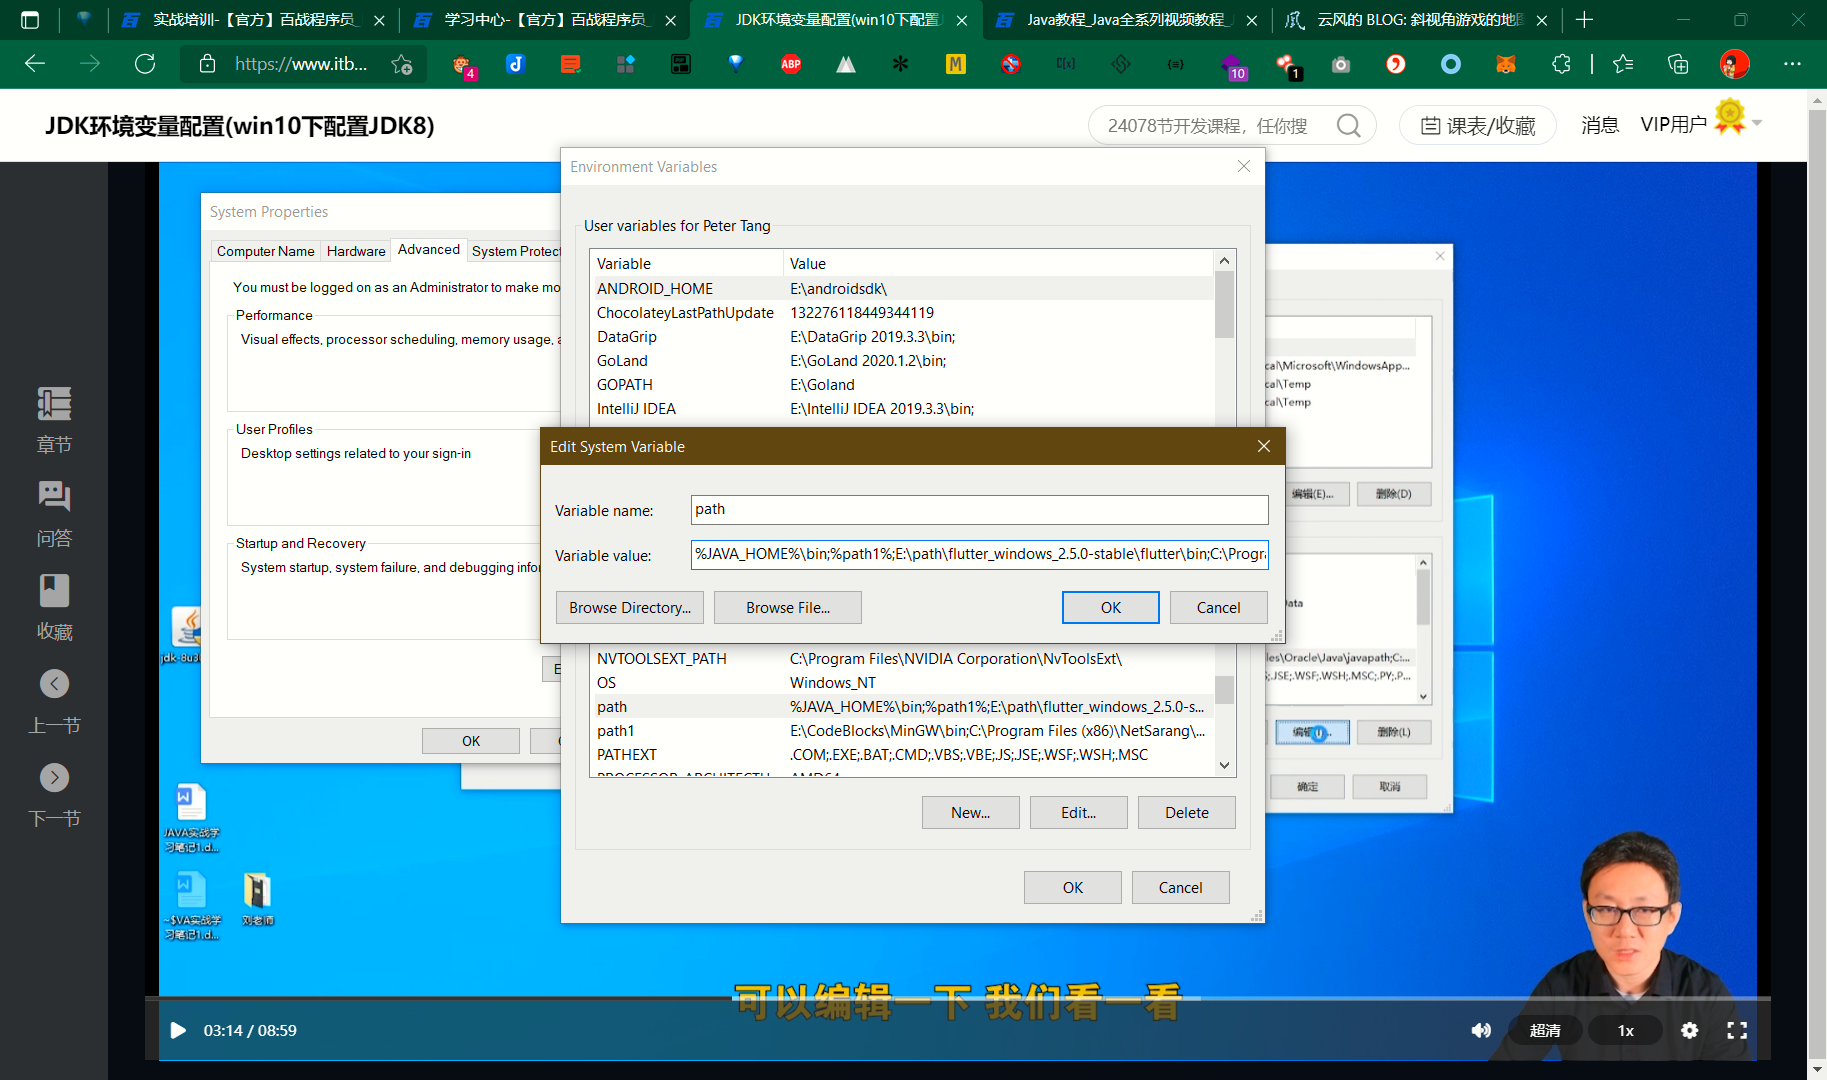 实战培训-【官方】百战程序员_
学习中心-【官方】百战程序员_
JDK环境变量配置(win10下配置J
Java教程_Java全系列视频教程_J
云风的 BLOG: 斜视角游戏的地图
https://www.itb...
4
ABP
M
C[x]
10
1
JDK环境变量配置(win10下配置JDK8)
24078节开发课程，任你搜
课表/收藏
消息
VIP用户
章节
问答
收藏
上一节
下一节
System Properties
Computer Name
Hardware
Advanced
System Protect
You must be logged on as an Administrator to make mo
Performance
Visual effects, processor scheduling, memory usage, a
User Profiles
Desktop settings related to your sign-in
Startup and Recovery
System startup, system failure, and debugging infor
OK
Environment Variables
User variables for Peter Tang
Variable Value
ANDROID_HOME E:\androidsdk\
ChocolateyLastPathUpdate 132276118449344119
DataGrip E:\DataGrip 2019.3.3\bin;
GoLand E:\GoLand 2020.1.2\bin;
GOPATH E:\Goland
IntelliJ IDEA E:\IntelliJ IDEA 2019.3.3\bin;
Edit System Variable
Variable name: path
Variable value: %JAVA_HOME%\bin;%path1%;E:\path\flutter_windows_2.5.0-stable\flutter\bin;C:\Progra
Browse Directory...
Browse File...
OK
Cancel
NVTOOLSEXT_PATH C:\Program Files\NVIDIA Corporation\NvToolsExt\
OS Windows_NT
path %JAVA_HOME%\bin;%path1%;E:\path\flutter_windows_2.5.0-s...
path1 E:\CodeBlocks\MinGW\bin;C:\Program Files (x86)\NetSarang\...
PATHEXT .COM;.EXE;.BAT;.CMD;.VBS;.VBE;.JS;.JSE;.WSF;.WSH;.MSC
PROCESSOR_ARCHITECTU AMD64
New...
Edit...
Delete
OK
Cancel
cal\Microsoft\WindowsApp...
cal\Temp
cal\Temp
编辑(E)...
删除(D)
ata
les\Oracle\Java\javapath;C:...
;.JSE;.WSF;.WSH;.MSC;.PY;.P...
删除(L)
确定
取消
JAVA实战学
习笔记1.d...
~$VA实战学
习笔记1.d...
刘老师
可以编辑一下 我们看一看
03:14 / 08:59
超清
1x